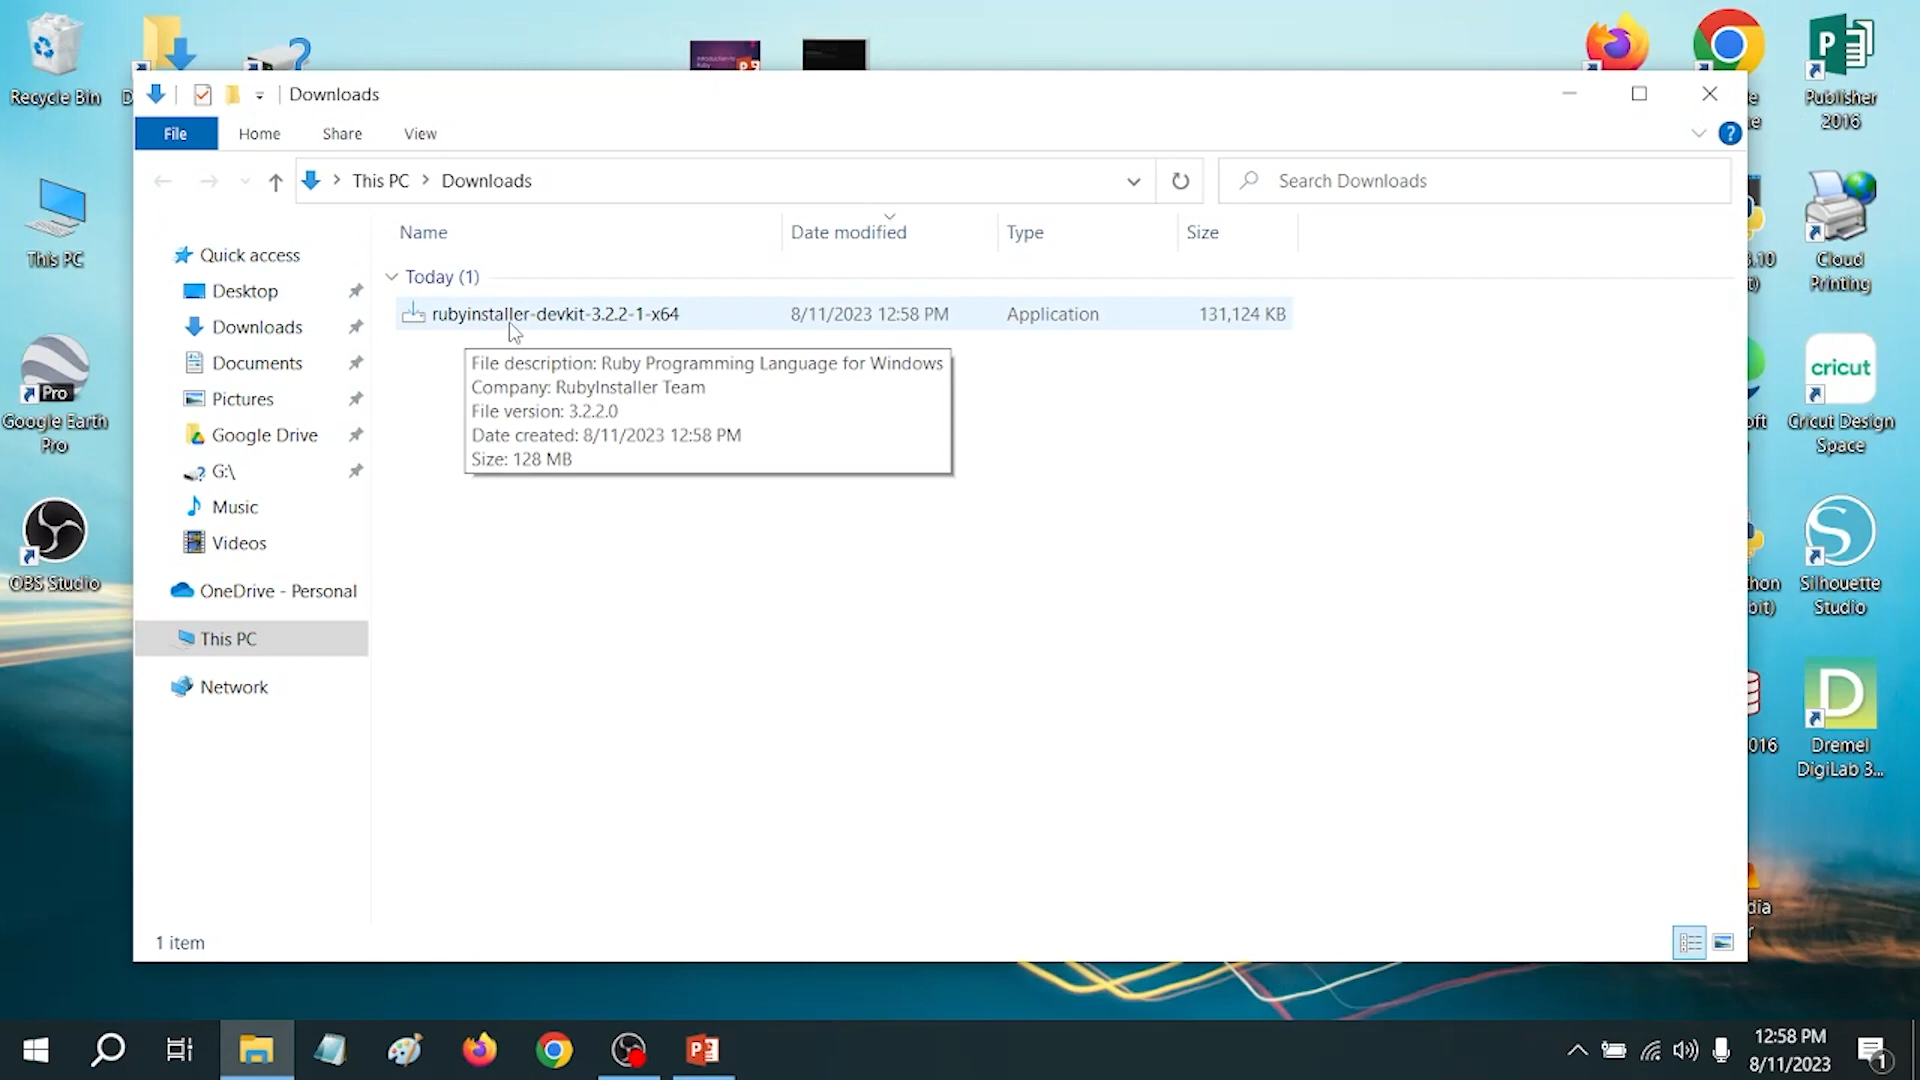 Recycle Bin
This PC
Pro
Google Earth
Pro
OBS Studio
Introduction to
Ruby
Downloads
File
Home
Share
View
This PC
Downloads
Search Downloads
Name
Date modified
Type
Size
Quick access
Desktop
Downloads
Documents
Pictures
Google Drive
G:\
Music
Videos
OneDrive - Personal
This PC
Network
Today (1)
rubyinstaller-devkit-3.2.2-1-x64
8/11/2023 12:58 PM
Application
131,124 KB
File description: Ruby Programming Language for Windows
Company: RubyInstaller Team
File version: 3.2.2.0
Date created: 8/11/2023 12:58 PM
Size: 128 MB
1 item
Publisher
2016
Cloud
Printing
cricut
Cricut Design
Space
Silhouette
Studio
D
Dremel
DigiLab 3...
12:58 PM
8/11/2023
1